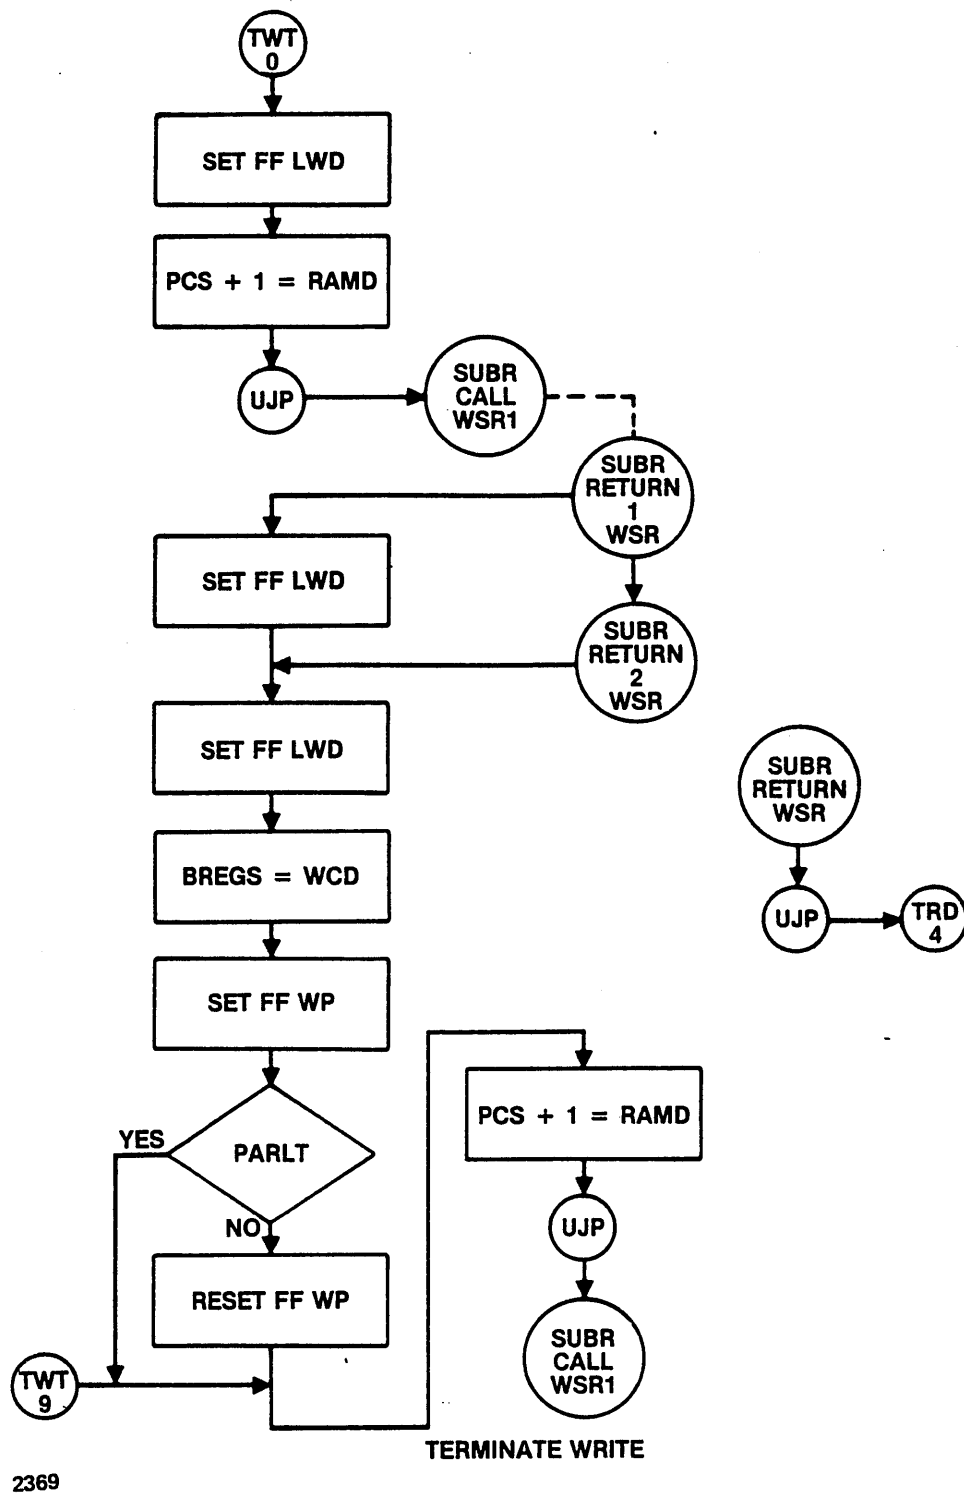 TWT
0
SET FF LWD
PCS + 1 = RAMD
UJP
SUBR
CALL
WSR1
SUBR
RETURN
1
WSR
SET FF LWD
SUBR
RETURN
2
WSR
SET FF LWD
SUBR
RETURN
WSR
BREGS = WCD
UJP
TRD
4
SET FF WP
PCS + 1 = RAMD
YES
PARLT
NO
UJP
RESET FF WP
SUBR
CALL
WSR1
TWT
9
TERMINATE WRITE
2369